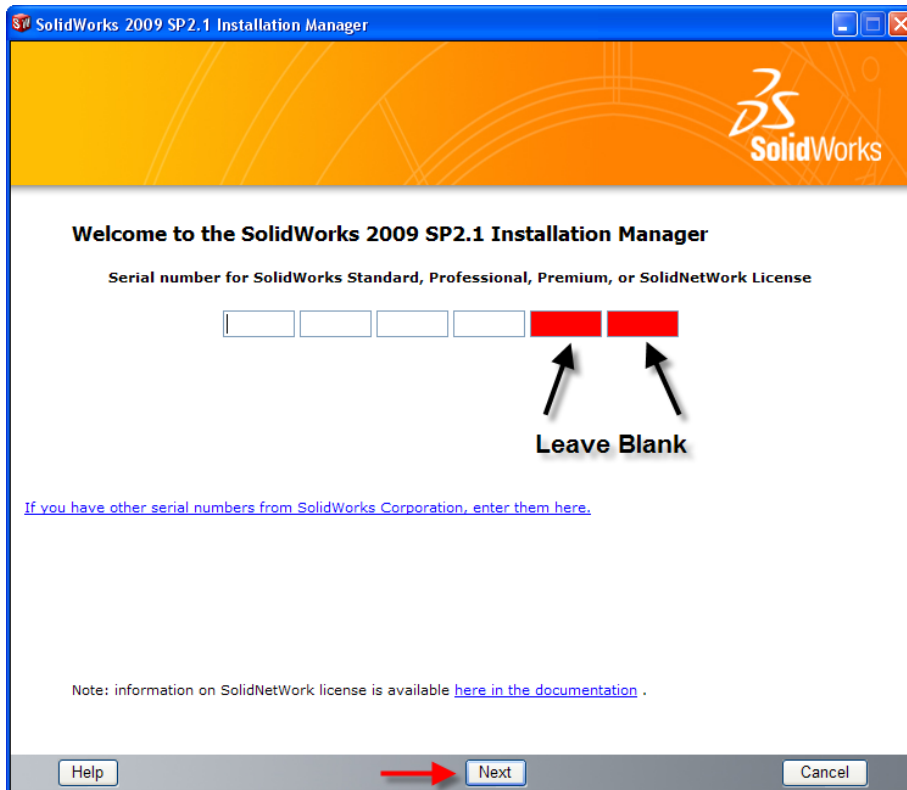 SolidWorks 2009 SP2.1 Installation Manager
SolidWorks
Welcome to the SolidWorks 2009 SP2.1 Installation Manager
Serial number for SolidWorks Standard, Professional, Premium, or SolidNetWork License
Leave Blank
If you have other serial numbers from SolidWorks Corporation, enter them here.
Note: information on SolidNetWork license is available here in the documentation .
Help
Next
Cancel